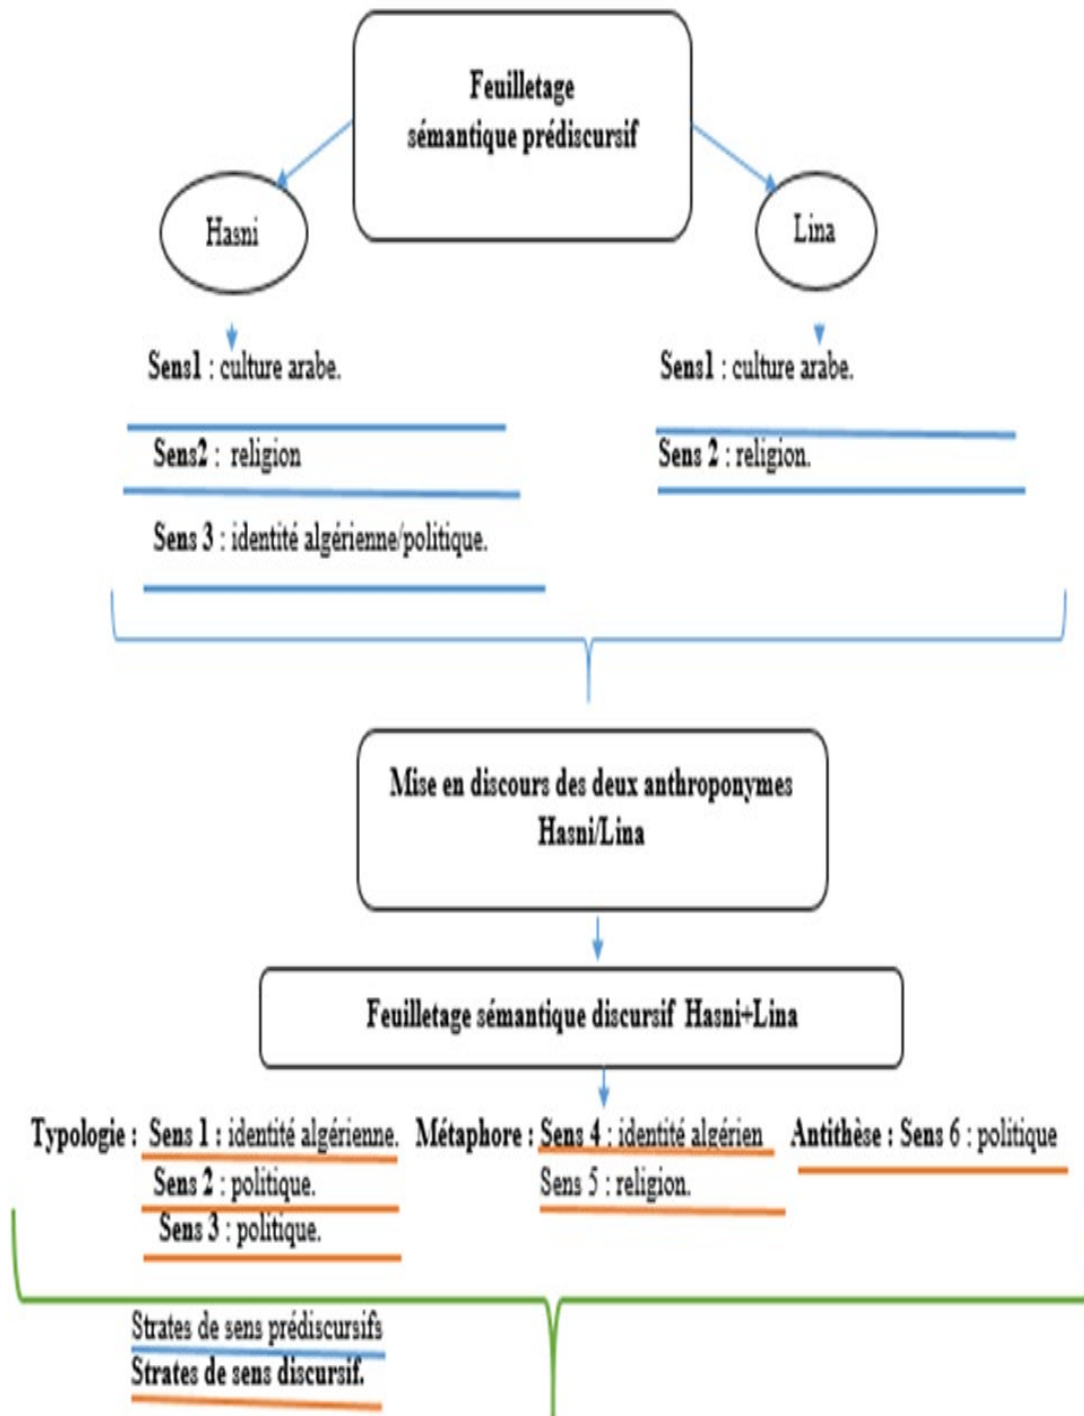 Feuilletage
sémantique prédiscursif
Hasni
Lina
Sens1 : culture arabe.
Sens2 : religion
Sens 3 : identité algérienne/politique.
Sens1 : culture arabe.
Sens 2 : religion.
Mise en discours des deux anthroponymes
Hasni/Lina
Feuilletage sémantique discursif Hasni+Lina
Typologie : Sens 1 : identité algérienne.
Sens 2 : politique.
Sens 3 : politique.
Métaphore : Sens 4 : identité algérien
Sens 5 : religion.
Antithèse : Sens 6 : politique
Strates de sens prédiscursifs
Strates de sens discursif.